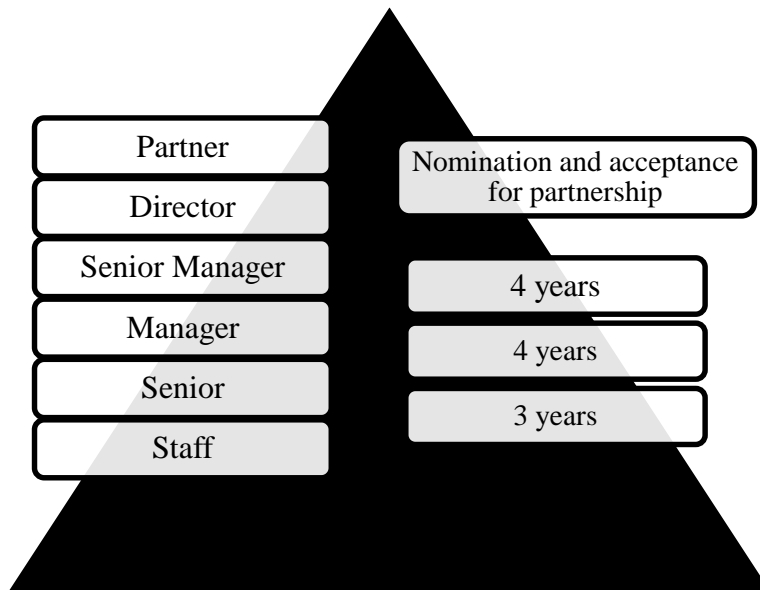 Partner
Director
Senior Manager
Manager
Senior
Staff
Nomination and acceptance
for partnership
4 years
4 years
3 years